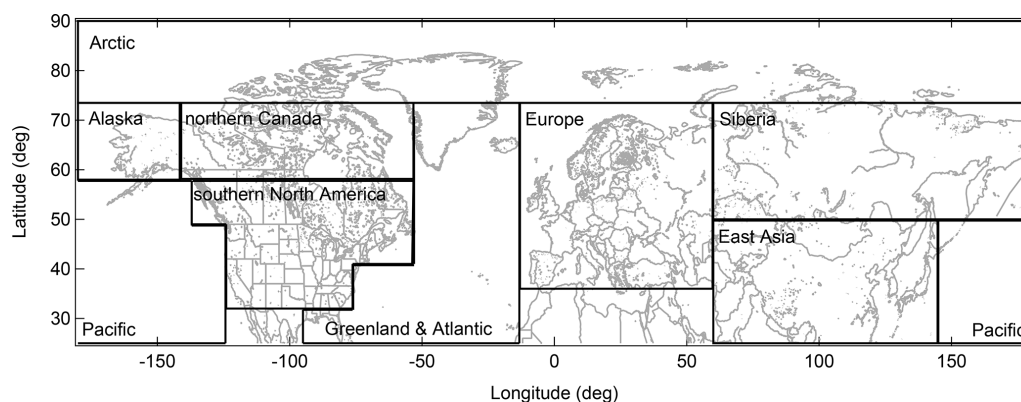 90
Arctic
80
Alaska northern Canada Europe Siberia
70
60
southern North America
50
East Asia
40
30
Pacific Greenland & Atlantic Pacific
-150 -100 -50 0 50 100 150
Latitude (deg)
Longitude (deg)